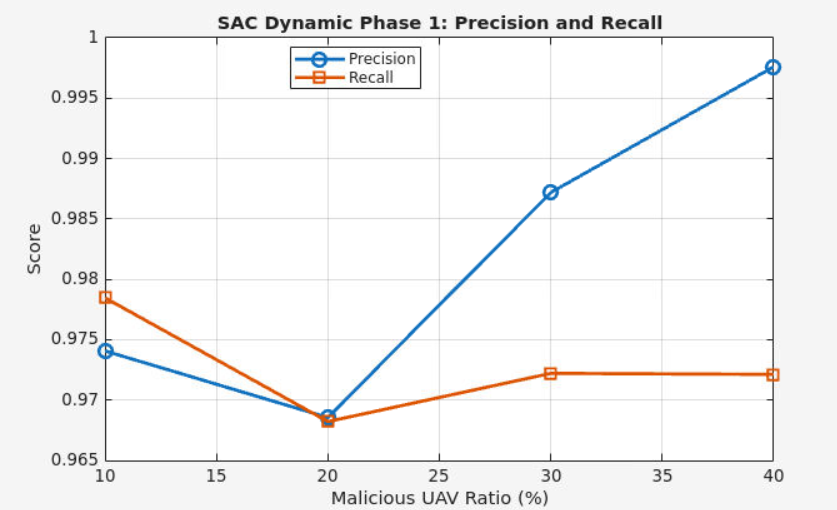 SAC Dynamic Phase 1: Precision and Recall
Precision
Recall
1
0.995
0.99
0.985
0.98
0.975
0.97
0.965
Score
10 15 20 25 30 35 40
Malicious UAV Ratio (%)